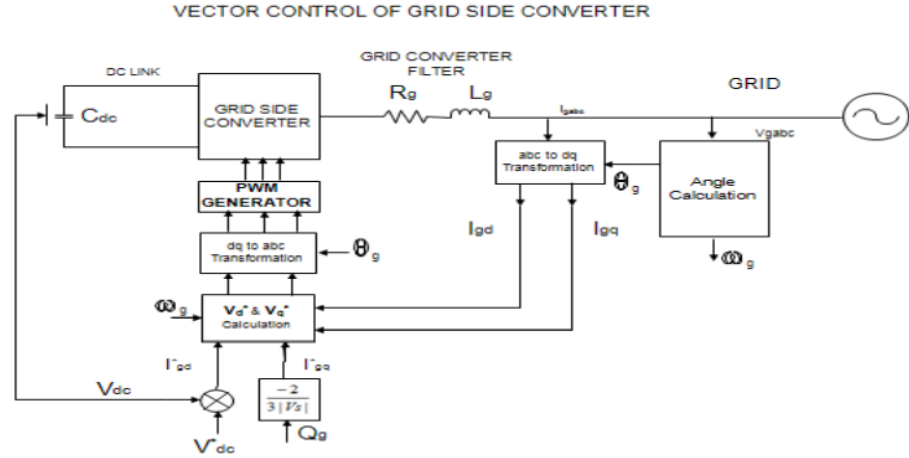 VECTOR CONTROL OF GRID SIDE CONVERTER
DC LINK
GRID CONVERTER
FILTER
GRID
Rg
Lg
Cdc
GRID SIDE
CONVERTER
Igabc
Vgabc
abc to dq
Transformation
θg
Angle
Calculation
PWM
GENERATOR
Igd
Igq
ωg
dq to abc
Transformation
θg
ωg
Vd* & Vq*
Calculation
I*gd
I*gq
Vdc
-2
3|Vs|
V*dc
Qg